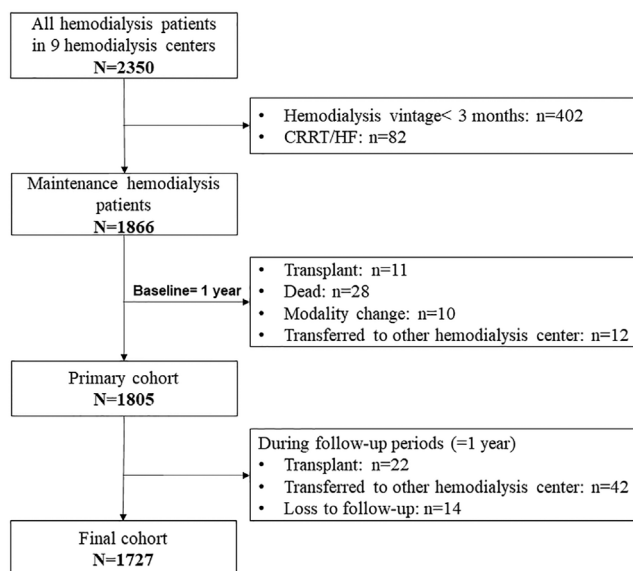 All hemodialysis patients
in 9 hemodialysis centers
N=2350
• Hemodialysis vintage< 3 months: n=402
• CRRT/HF: n=82
Maintenance hemodialysis
patients
N=1866
Baseline= 1 year
• Transplant: n=11
• Dead: n=28
• Modality change: n=10
• Transferred to other hemodialysis center: n=12
Primary cohort
N=1805
During follow-up periods (=1 year)
• Transplant: n=22
• Transferred to other hemodialysis center: n=42
• Loss to follow-up: n=14
Final cohort
N=1727